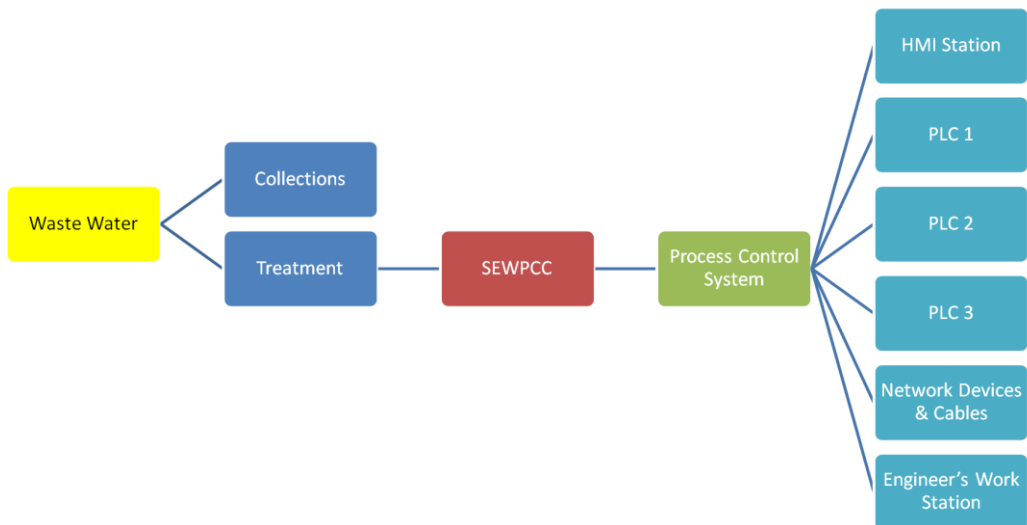 Waste Water
Collections
Treatment
SEWPCC
Process Control
System
HMI Station
PLC 1
PLC 2
PLC 3
Network Devices
& Cables
Engineer’s Work
Station